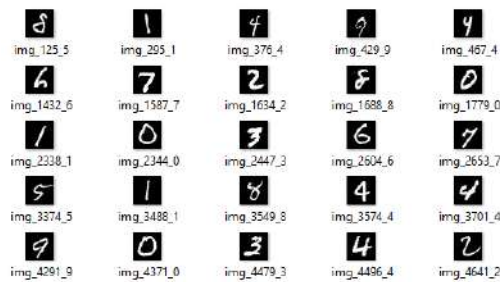 8 1 4 9 4
img_125_5 img_295_1 img_376_4 img_429_9 img_467_4
6 7 2 8 0
img_1432_6 img_1587_7 img_1634_2 img_1688_8 img_1779_0
1 0 3 6 7
img_2338_1 img_2344_0 img_2447_3 img_2604_6 img_2653_7
5 1 8 4 4
img_3374_5 img_3488_1 img_3549_8 img_3574_4 img_3701_4
9 0 3 4 2
img_4291_9 img_4371_0 img_4479_3 img_4496_4 img_4641_2